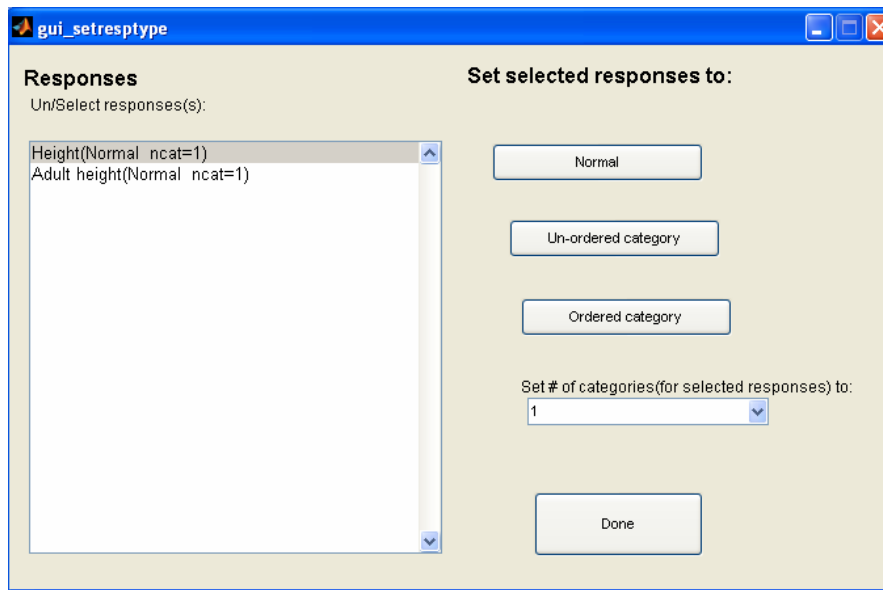 gui_setresptype
Responses
Un/Select responses(s):
Height(Normal ncat=1)
Adult height(Normal ncat=1)
Set selected responses to:
Normal
Un-ordered category
Ordered category
Set # of categories(for selected responses) to:
1
Done